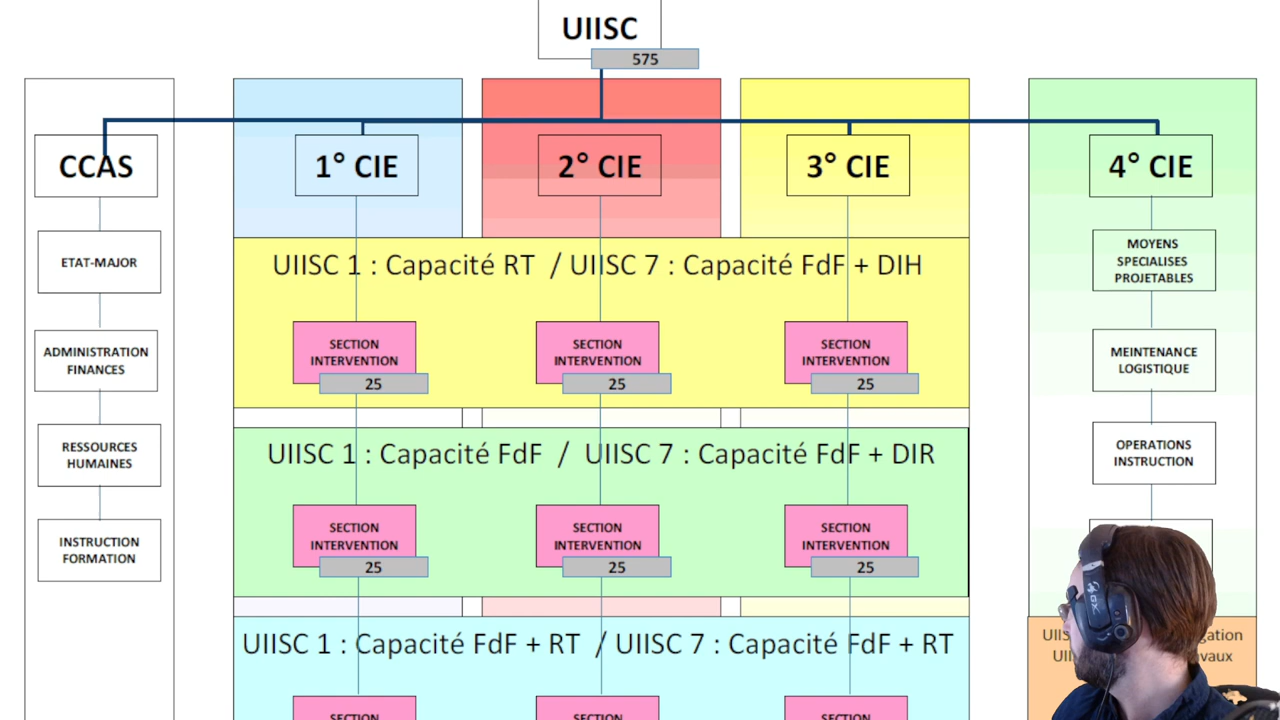 UIISC
575
CCAS
1° CIE
2° CIE
3° CIE
4° CIE
ETAT-MAJOR
ADMINISTRATION
FINANCES
RESSOURCES
HUMAINES
INSTRUCTION
FORMATION
UIISC 1 : Capacité RT / UIISC 7 : Capacité FdF + DIH
SECTION
INTERVENTION
25
SECTION
INTERVENTION
25
SECTION
INTERVENTION
25
UIISC 1 : Capacité FdF / UIISC 7 : Capacité FdF + DIR
SECTION
INTERVENTION
25
SECTION
INTERVENTION
25
SECTION
INTERVENTION
25
UIISC 1 : Capacité FdF + RT / UIISC 7 : Capacité FdF + RT
SECTION
SECTION
SECTION
MOYENS
SPECIALISES
PROJETABLES
MEINTENANCE
LOGISTIQUE
OPERATIONS
INSTRUCTION
GX